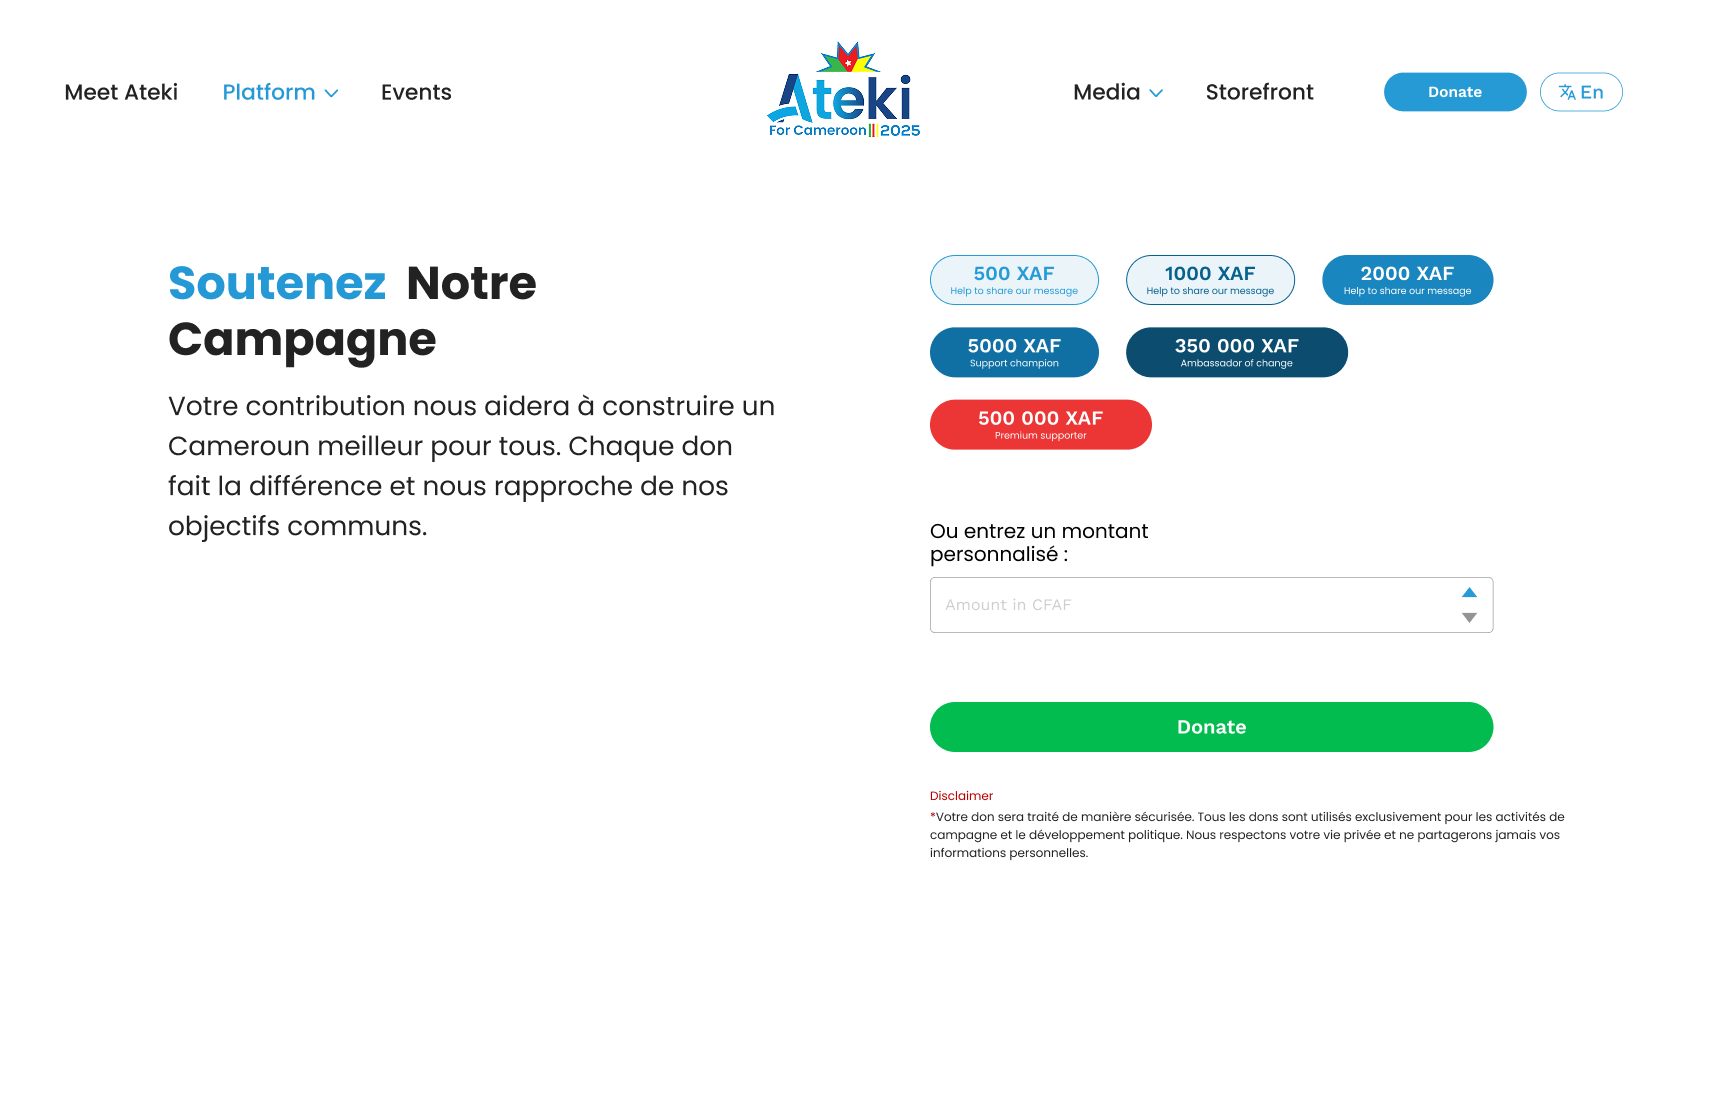 Meet Ateki
Platform
Events
Ateki
For Cameroon 2025
Media
Storefront
Donate
En
Soutenez Notre
Campagne
Votre contribution nous aidera à construire un
Cameroun meilleur pour tous. Chaque don
fait la différence et nous rapproche de nos
objectifs communs.
500 XAF
Help to share our message
1000 XAF
Help to share our message
2000 XAF
Help to share our message
5000 XAF
Support champion
350 000 XAF
Ambassador of change
500 000 XAF
Premium supporter
Ou entrez un montant
personnalisé :
Amount in CFAF
Donate
Disclaimer
*Votre don sera traité de manière sécurisée. Tous les dons sont utilisés exclusivement pour les activités de
campagne et le développement politique. Nous respectons votre vie privée et ne partagerons jamais vos
informations personnelles.